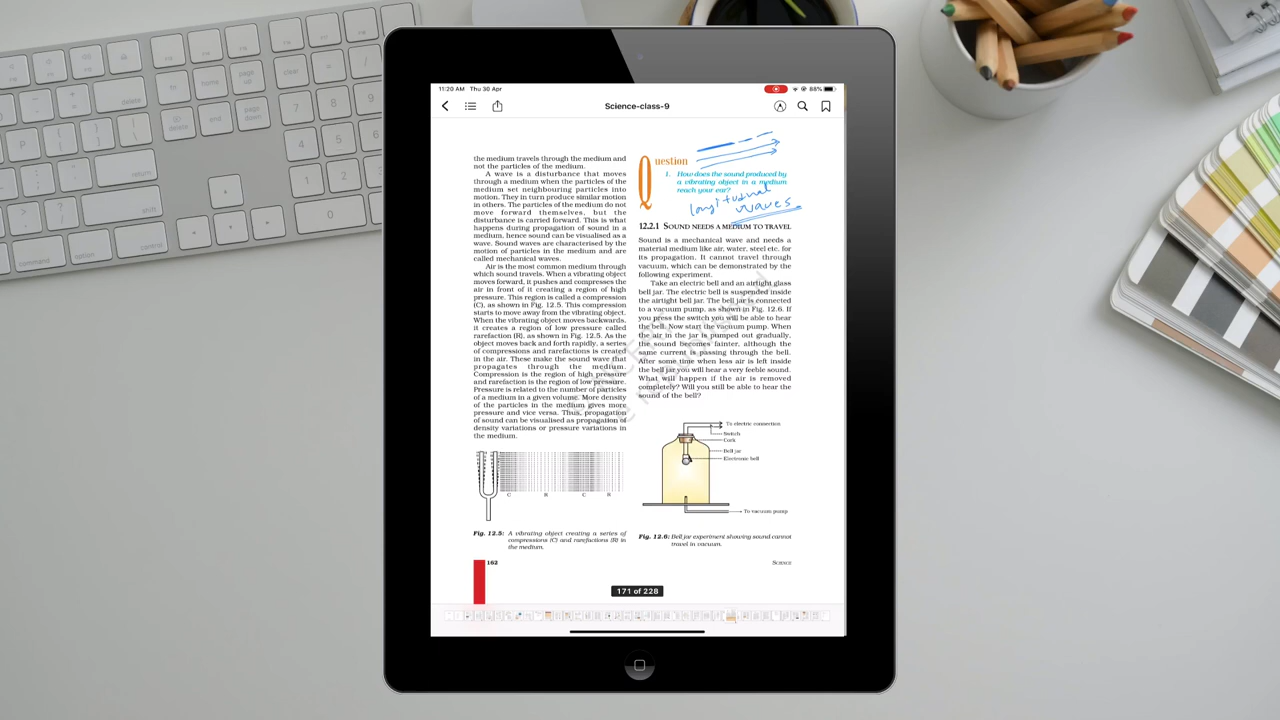 11:20 AM Thu 30 Apr
88%
Science-class-9
the medium travels through the medium and
not the particles of the medium.
A wave is a disturbance that moves
through a medium when the particles of the
medium set neighbouring particles into
motion. They in turn produce similar motion
in others. The particles of the medium do not
move forward themselves, but the
disturbance is carried forward. This is what
happens during propagation of sound in a
medium, hence sound can be visualised as a
wave. Sound waves are characterised by the
motion of particles in the medium and are
called mechanical waves.
Air is the most common medium through
which sound travels. When a vibrating object
moves forward, it pushes and compresses the
air in front of it creating a region of high
pressure. This region is called a compression
(C), as shown in Fig. 12.5. This compression
starts to move away from the vibrating object.
When the vibrating object moves backwards,
it creates a region of low pressure called
rarefaction (R), as shown in Fig. 12.5. As the
object moves back and forth rapidly, a series
of compressions and rarefactions is created
in the air. These make the sound wave that
propagates through the medium.
Compression is the region of high pressure
and rarefaction is the region of low pressure.
Pressure is related to the number of particles
of a medium in a given volume. More density
of the particles in the medium gives more
pressure and vice versa. Thus, propagation
of sound can be visualised as propagation of
density variations or pressure variations in
the medium.
C R C R
Fig. 12.5: A vibrating object creating a series of
compressions (C) and rarefactions (R) in
the medium.
162
Question
1. How does the sound produced by
a vibrating object in a medium
reach your ear?
longitudnal
waves
12.2.1 SOUND NEEDS A MEDIUM TO TRAVEL
Sound is a mechanical wave and needs a
material medium like air, water, steel etc. for
its propagation. It cannot travel through
vacuum, which can be demonstrated by the
following experiment.
Take an electric bell and an airtight glass
bell jar. The electric bell is suspended inside
the airtight bell jar. The bell jar is connected
to a vacuum pump, as shown in Fig. 12.6. If
you press the switch you will be able to hear
the bell. Now start the vacuum pump. When
the air in the jar is pumped out gradually,
the sound becomes fainter, although the
same current is passing through the bell.
After some time when less air is left inside
the bell jar you will hear a very feeble sound.
What will happen if the air is removed
completely? Will you still be able to hear the
sound of the bell?
To electric connection
Switch
Cork
Bell jar
Electronic bell
To vacuum pump
Fig. 12.6: Bell jar experiment showing sound cannot
travel in vacuum.
SCIENCE
171 of 228
delete
home
page up
clear
end
page down
shift
control